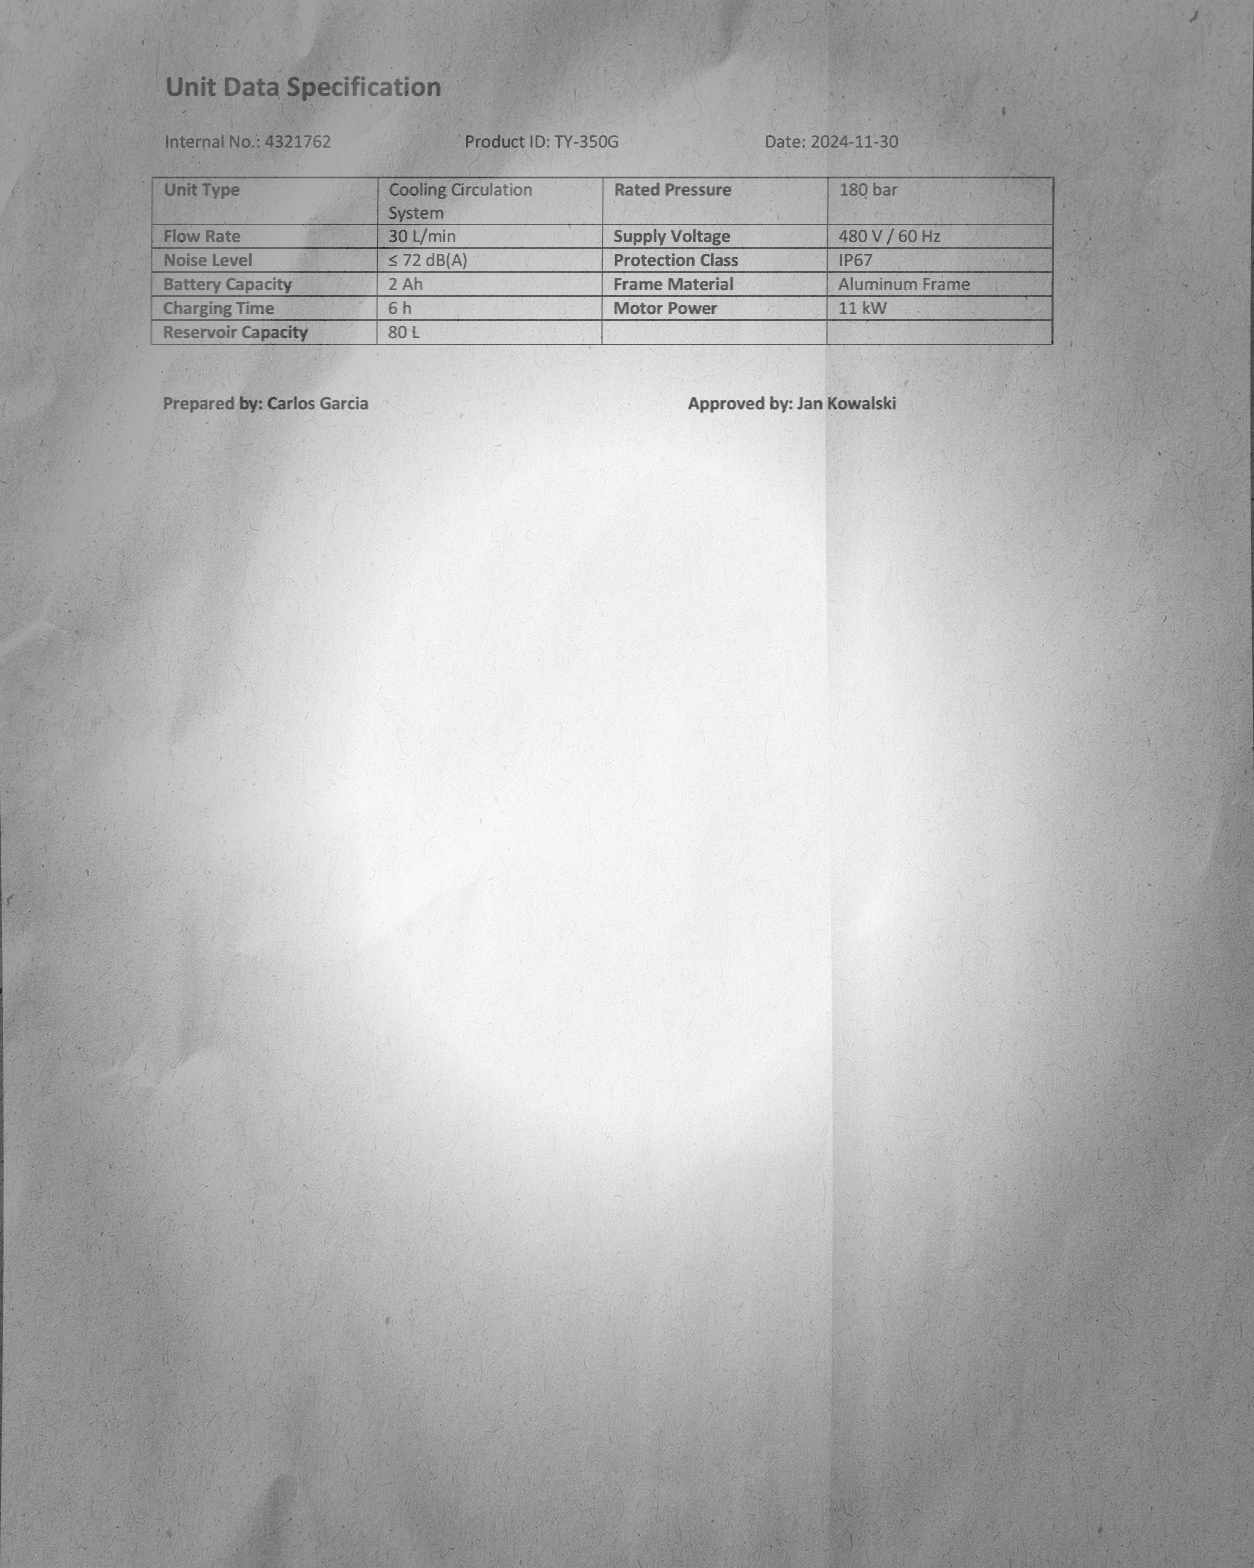 Unit Data Specification
Internal No.: 4321762 Product ID: TY-350G Date: 2024-11-30
Unit Type Cooling Circulation System Rated Pressure 180 bar
Flow Rate 30 L/min Supply Voltage 480 V / 60 Hz
Noise Level ≤ 72 dB(A) Protection Class IP67
Battery Capacity 2 Ah Frame Material Aluminum Frame
Charging Time 6 h Motor Power 11 kW
Reservoir Capacity 80 L
Prepared by: Carlos Garcia Approved by: Jan Kowalski